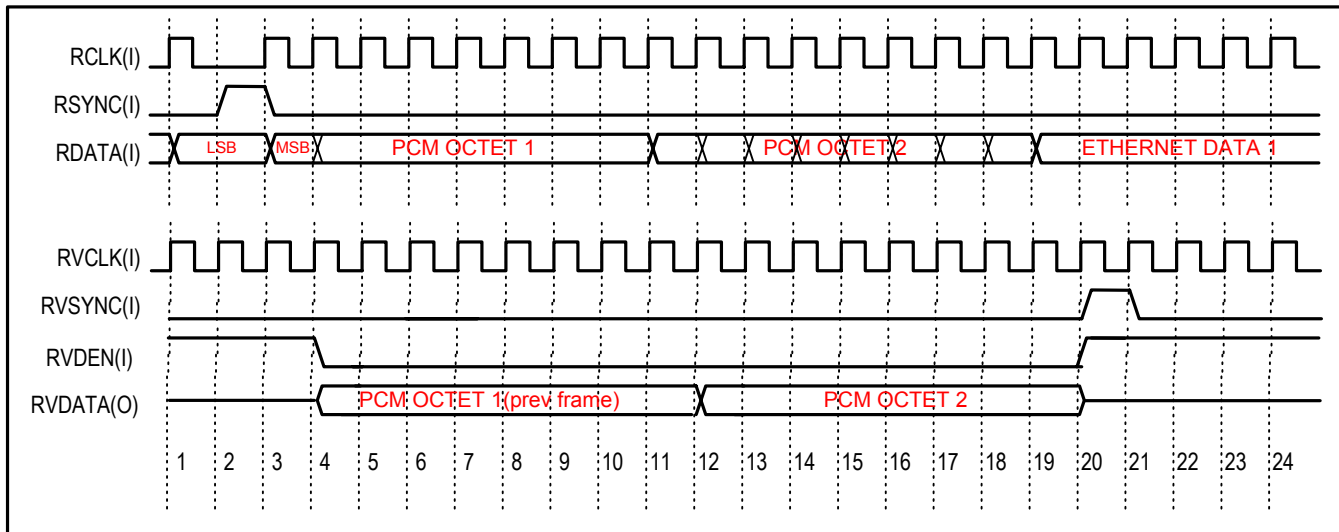 RCLK(I)
RSYNC(I)
RDATA(I) LSB MSB PCM OCTET 1 PCM OCTET 2 ETHERNET DATA 1
RVCLK(I)
RVSYNC(I)
RVDEN(I)
RVDATA(O) PCM OCTET 1(prev frame) PCM OCTET 2
1 2 3 4 5 6 7 8 9 10 11 12 13 14 15 16 17 18 19 20 21 22 23 24